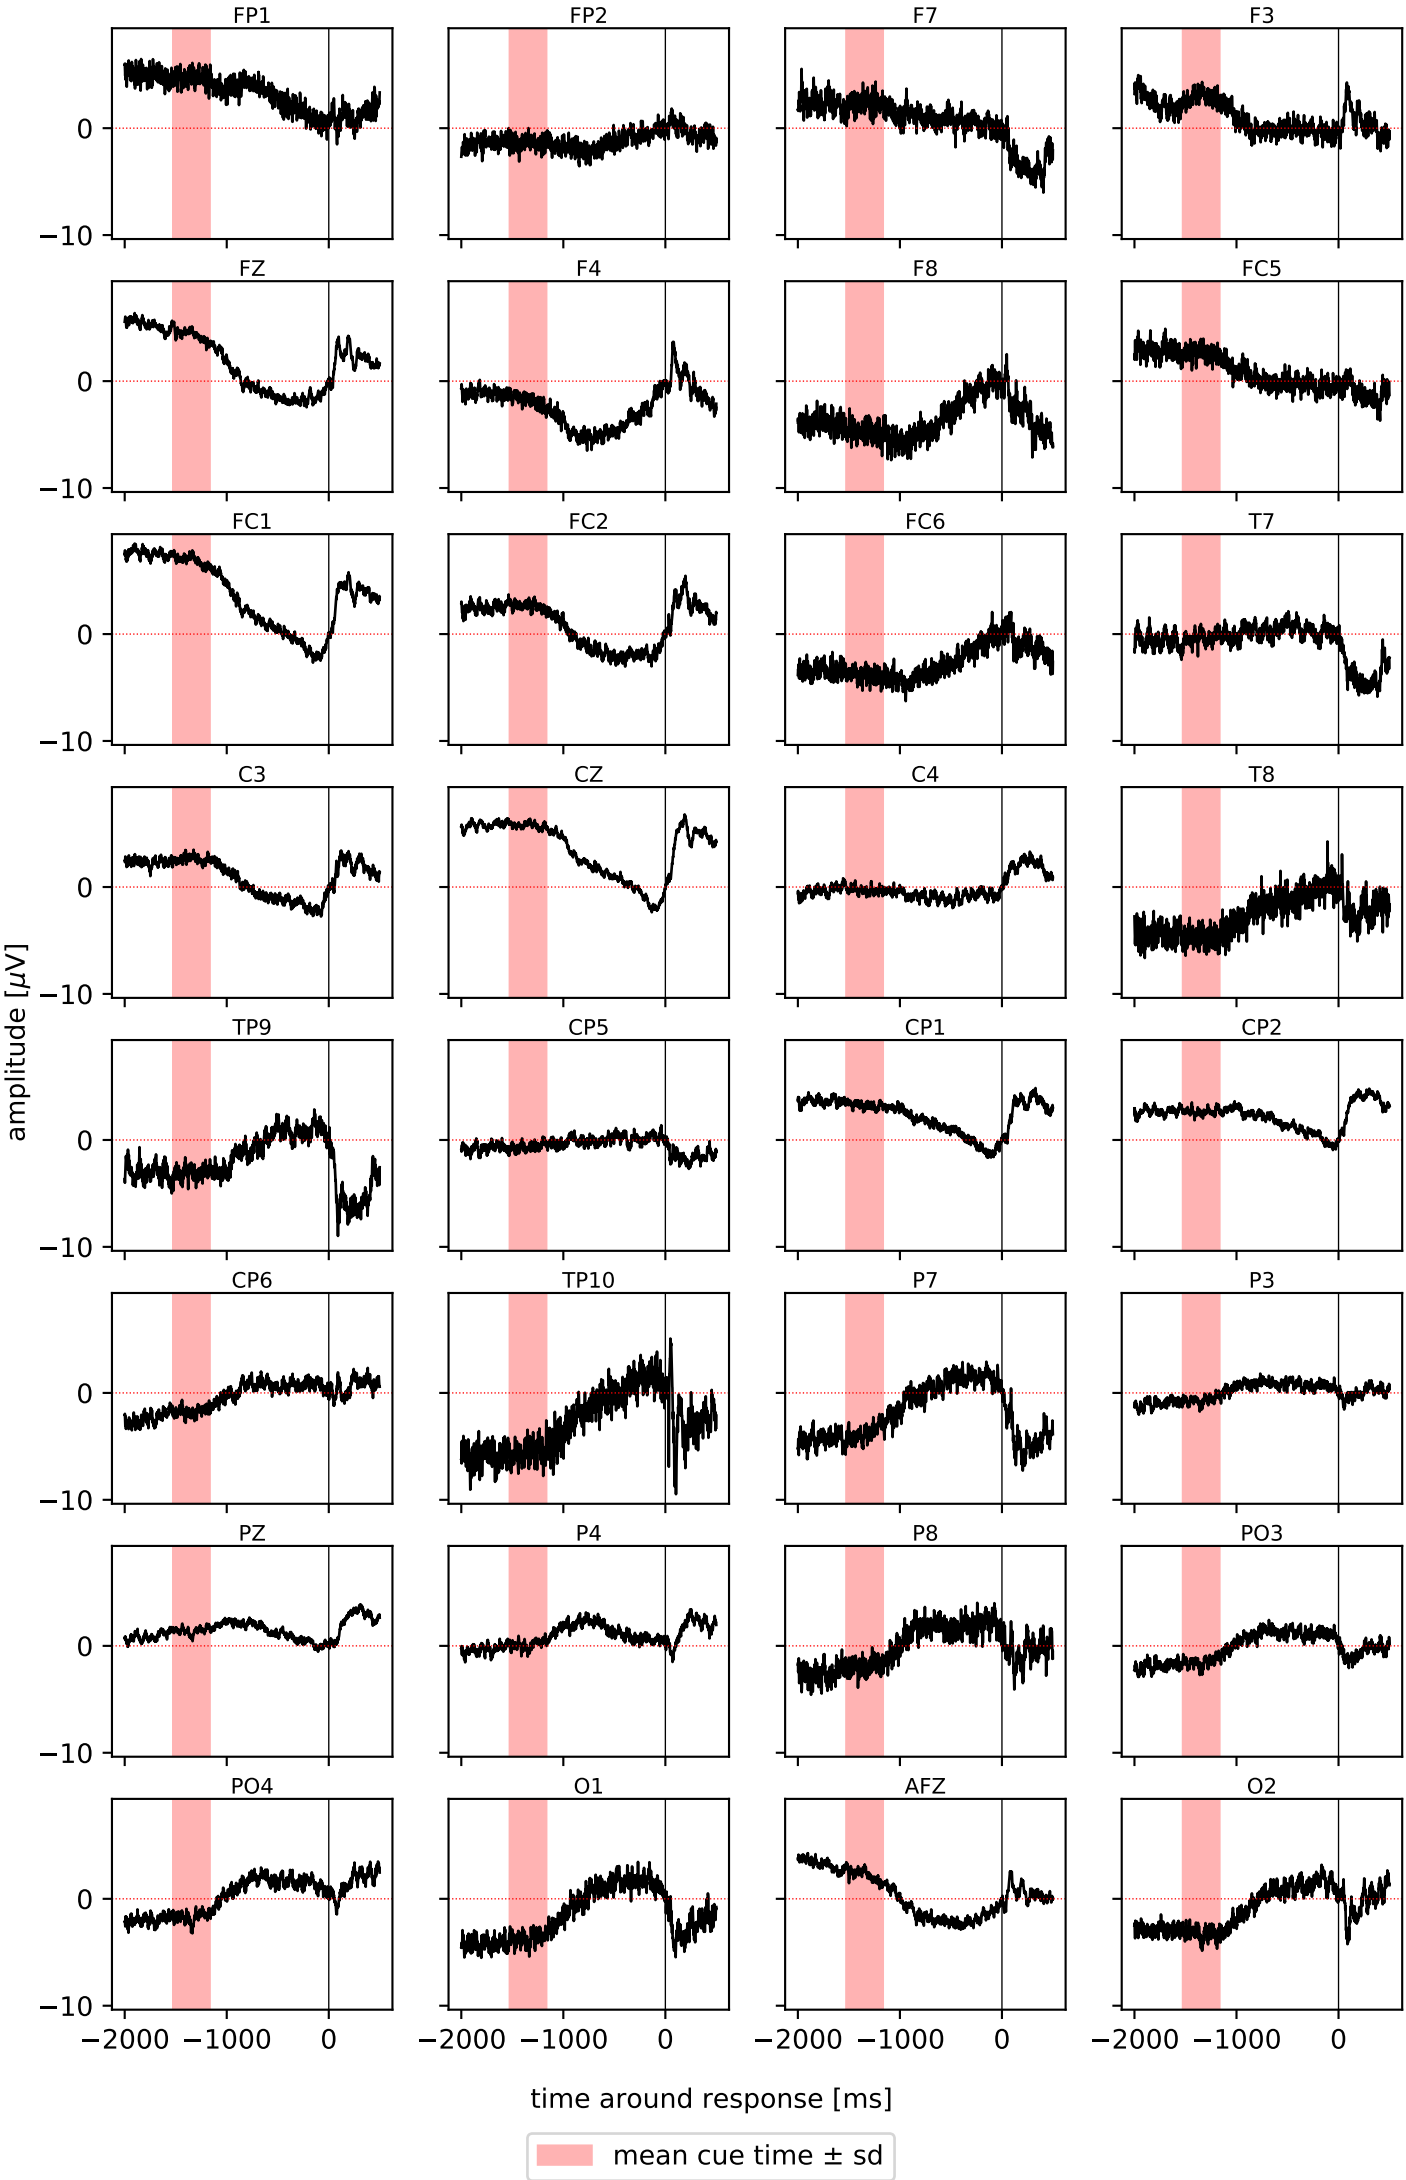 FP1 FP2 F7 F3
0
−10
FZ F4 F8 FC5
0
−10
FC1 FC2 FC6 T7
0
−10
C3 CZ C4 T8
0
−10
TP9 CP5 CP1 CP2
0
−10
CP6 TP10 P7 P3
0
−10
PZ P4 P8 PO3
0
−10
PO4 O1 AFZ O2
0
−10
−2000 −1000 0 −2000 −1000 0 −2000 −1000 0 −2000 −1000 0
amplitude [μV]
time around response [ms]
mean cue time ± sd